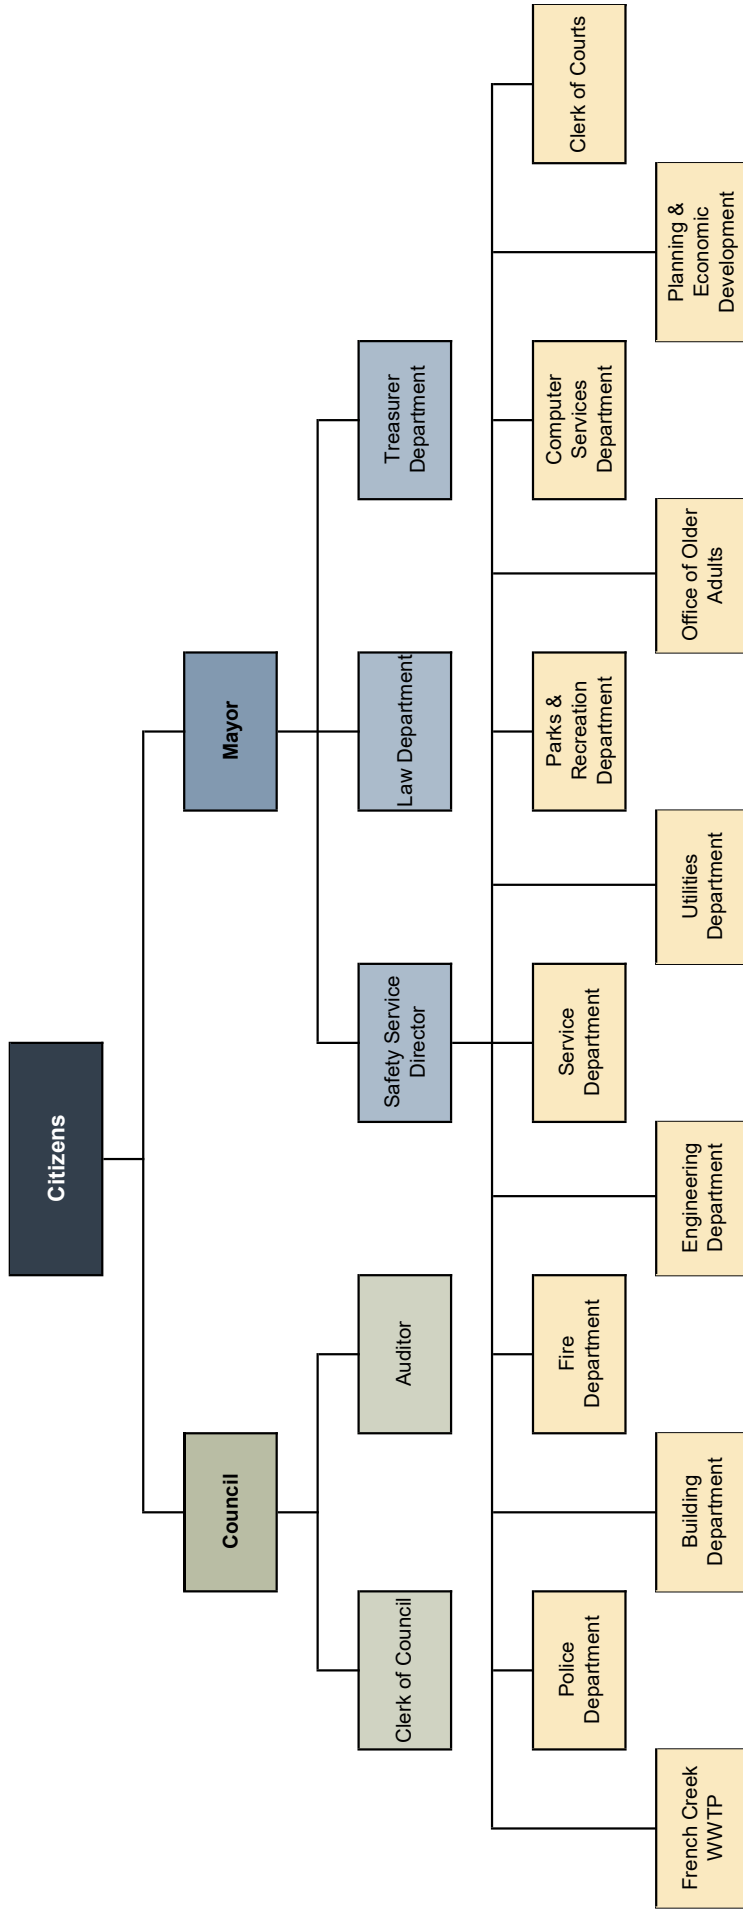 Citizens
Council
Mayor
Clerk of Council
Auditor
Safety Service
Director
Law Department
Treasurer
Department
Police
Department
Fire
Department
Service
Department
Parks &
Recreation
Department
Computer
Services
Department
Clerk of Courts
French Creek
WWTP
Building
Department
Engineering
Department
Utilities
Department
Office of Older
Adults
Planning &
Economic
Development